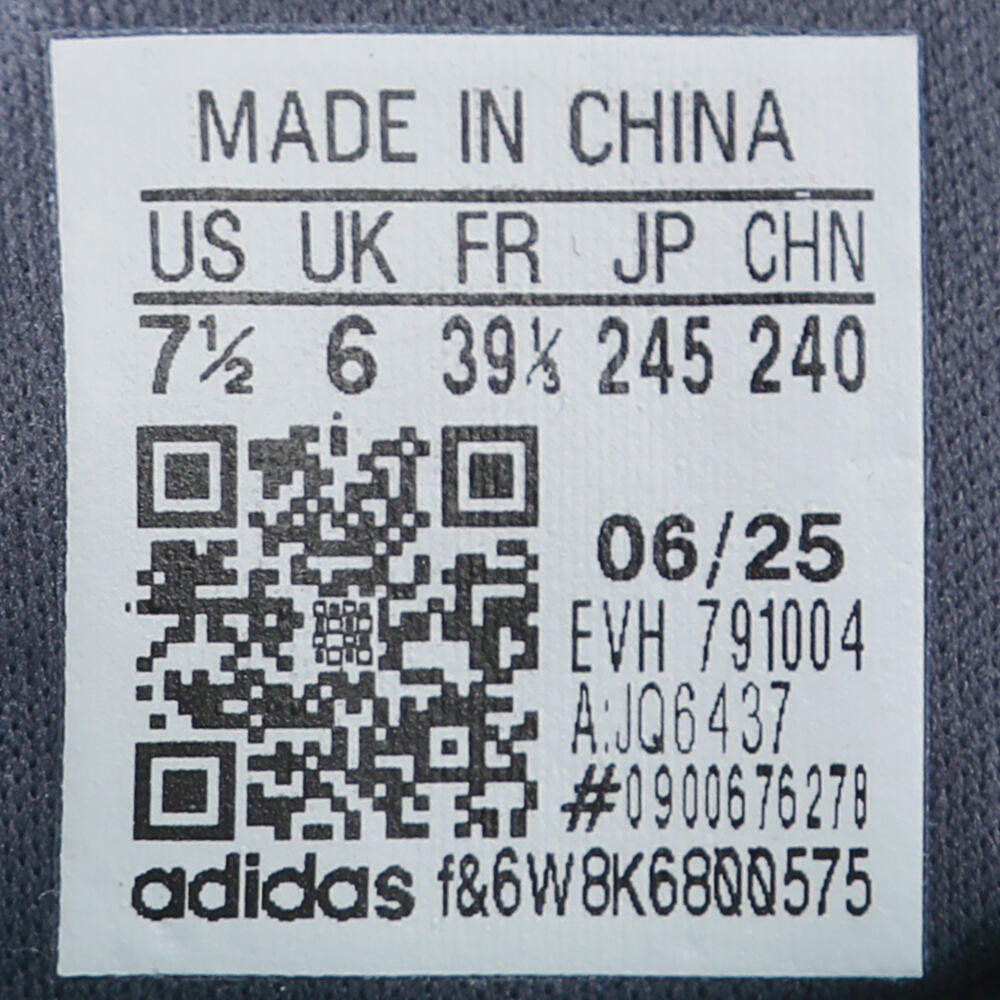 MADE IN CHINA
US UK FR JP CHN
7½ 6 39⅓ 245 240
06/25
EVH 791004
A:JQ6437
#0900676278
adidas f&6W8K6800575